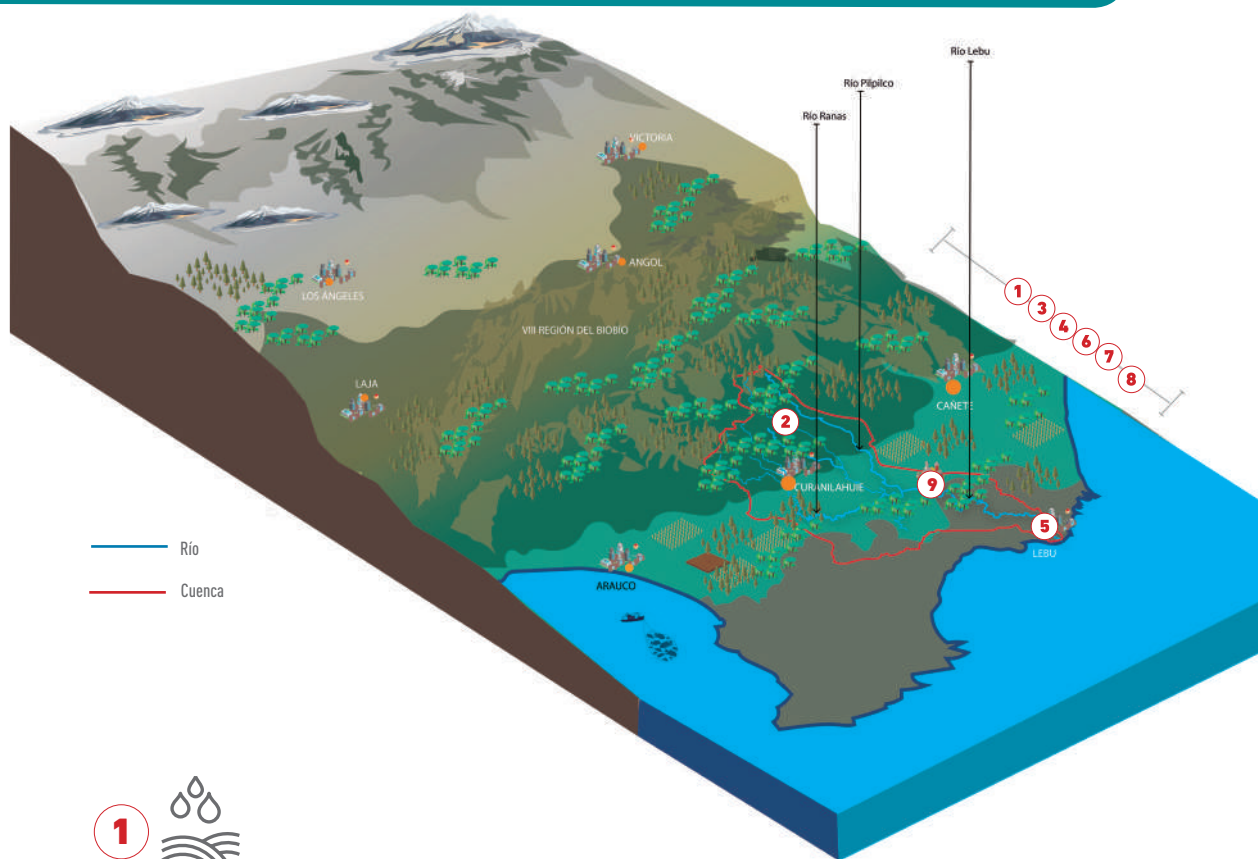 Río Lebu
Río Pilpilco
Río Ranas
VICTORIA
ANGOL
LOS ÁNGELES
VIII REGIÓN DEL BIOBÍO
1
3
4
6
7
8
LAJA
CAÑETE
2
CURANILAHUIE
9
5
LEBU
Río
Cuenca
ARAUCO
1